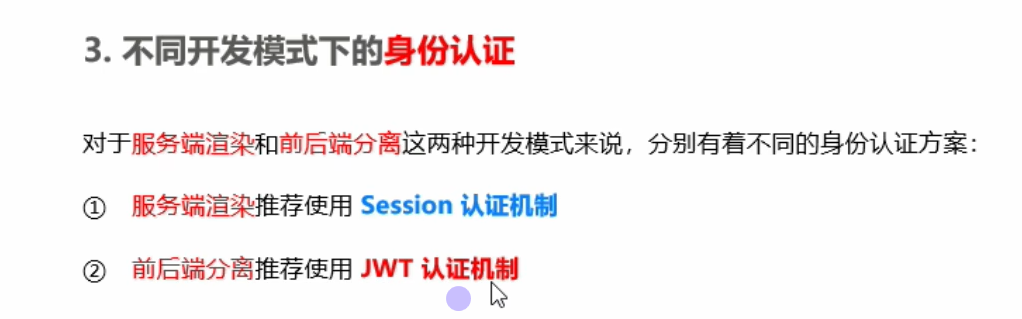 3. 不同开发模式下的身份认证
对于服务端渲染和前后端分离这两种开发模式来说，分别有着不同的身份认证方案：
① 服务端渲染推荐使用 Session 认证机制
② 前后端分离推荐使用 JWT 认证机制